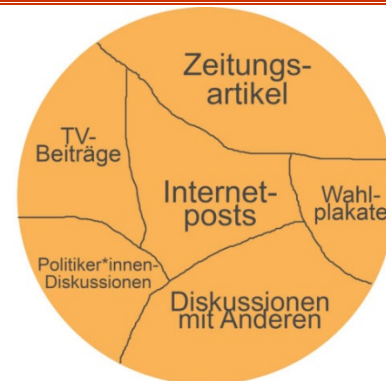 Zeitungs-
artikel
TV-
Beiträge
Internet-
posts
Wahl-
plakate
Politiker*innen-
Diskussionen
Diskussionen
mit Anderen